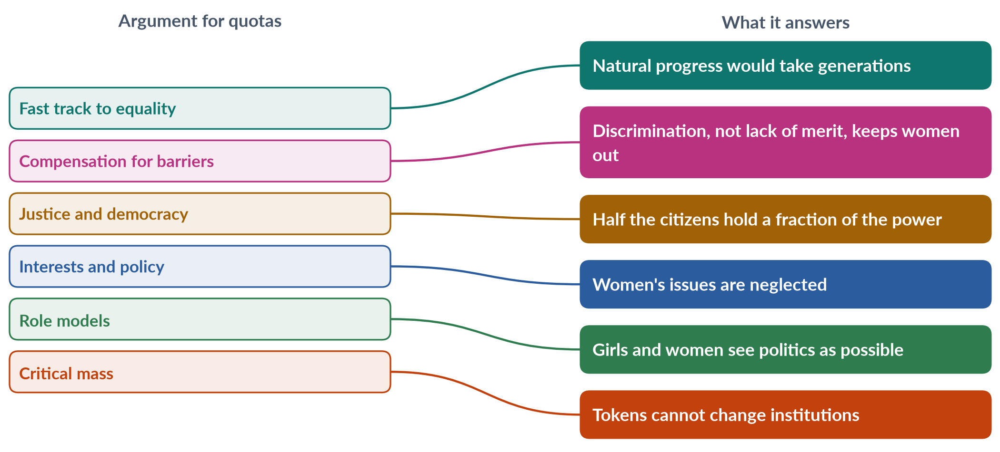 Argument for quotas
What it answers
Fast track to equality
Natural progress would take generations
Compensation for barriers
Discrimination, not lack of merit, keeps women
out
Justice and democracy
Half the citizens hold a fraction of the power
Interests and policy
Women's issues are neglected
Role models
Girls and women see politics as possible
Critical mass
Tokens cannot change institutions